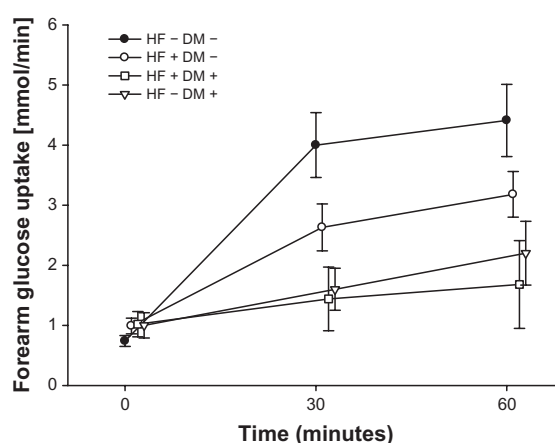 6
5
4
3
2
1
0
Forearm glucose uptake [mmol/min]
HF − DM −
HF + DM −
HF + DM +
HF − DM +
0 30 60
Time (minutes)